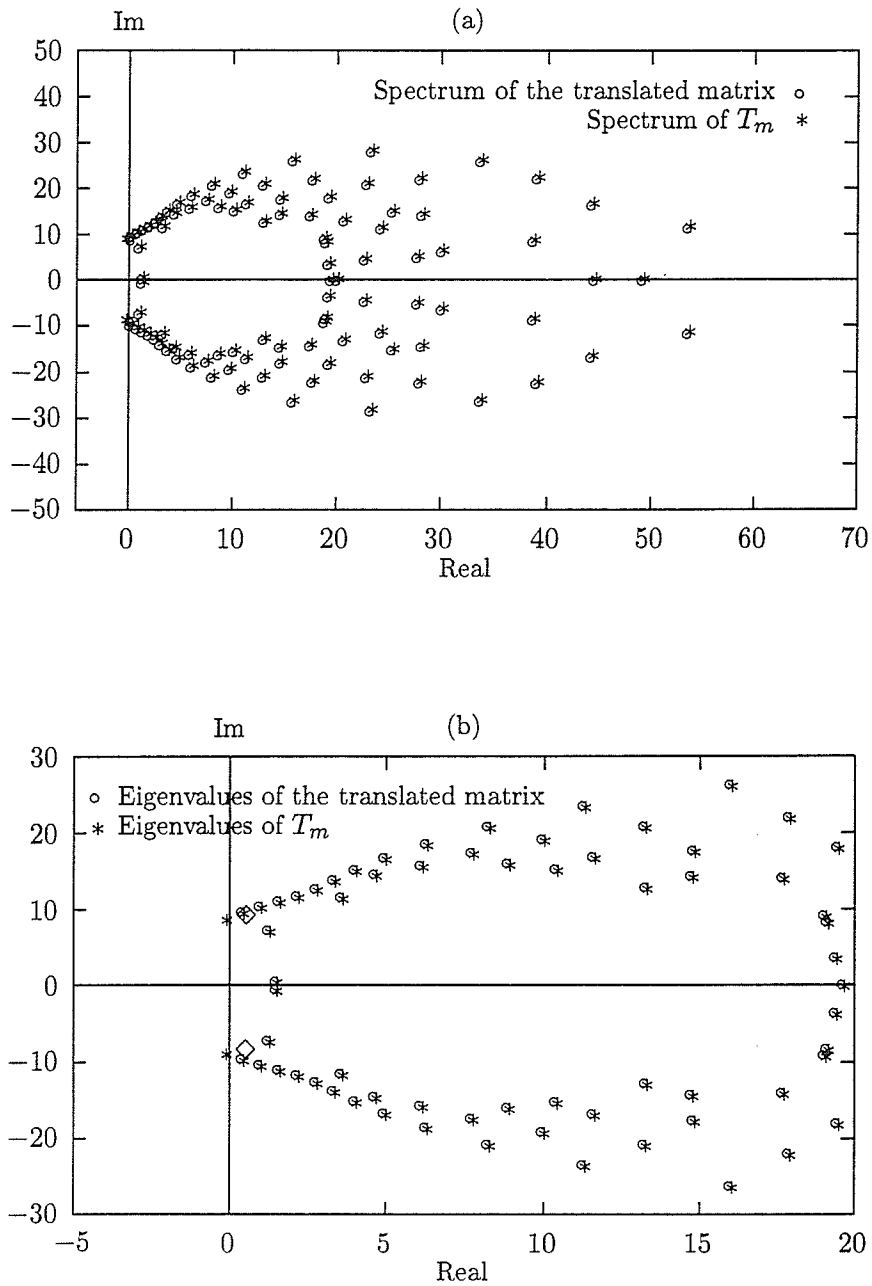 Im
(a)
50
40
30
20
10
0
−10
−20
−30
−40
−50
Spectrum of the translated matrix
Spectrum of T_m
0 10 20 30 40 50 60 70
Real
Im
(b)
30
20
10
0
−10
−20
−30
Eigenvalues of the translated matrix
Eigenvalues of T_m
−5 0 5 10 15 20
Real